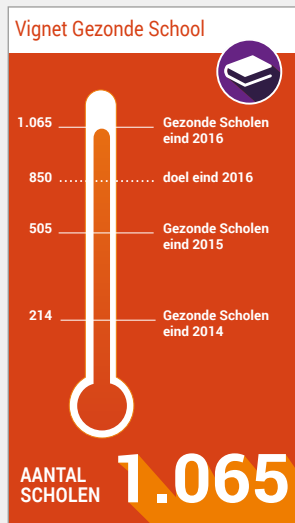 Vignet Gezonde School
1.065 Gezonde Scholen
eind 2016
850 doel eind 2016
505 Gezonde Scholen
eind 2015
214 Gezonde Scholen
eind 2014
AANTAL
SCHOLEN 1.065